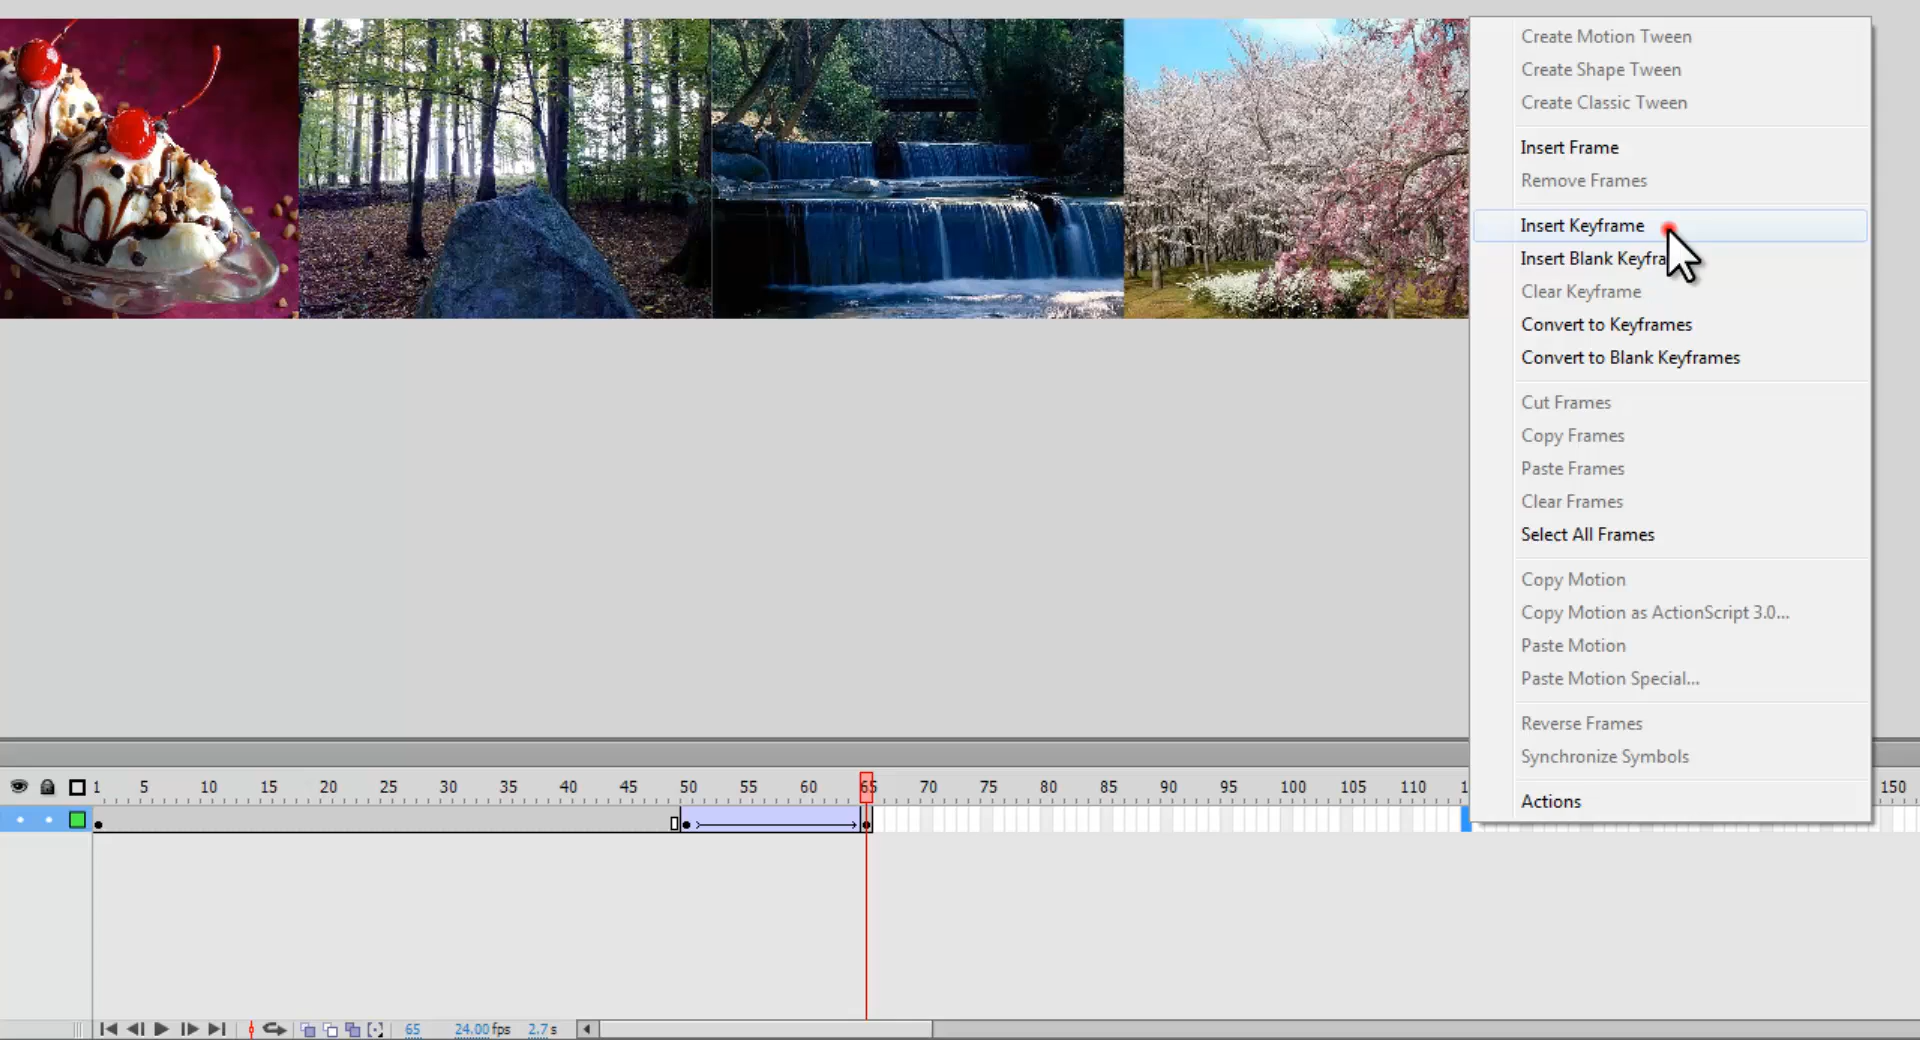 Create Motion Tween
Create Shape Tween
Create Classic Tween
Insert Frame
Remove Frames
Insert Keyframe
Insert Blank Keyfra
Clear Keyframe
Convert to Keyframes
Convert to Blank Keyframes
Cut Frames
Copy Frames
Paste Frames
Clear Frames
Select All Frames
Copy Motion
Copy Motion as ActionScript 3.0...
Paste Motion
Paste Motion Special...
Reverse Frames
Synchronize Symbols
Actions
1 5 10 15 20 25 30 35 40 45 50 55 60 65 70 75 80 85 90 95 100 105 110 1 150
65 24.00 fps 2.7 s